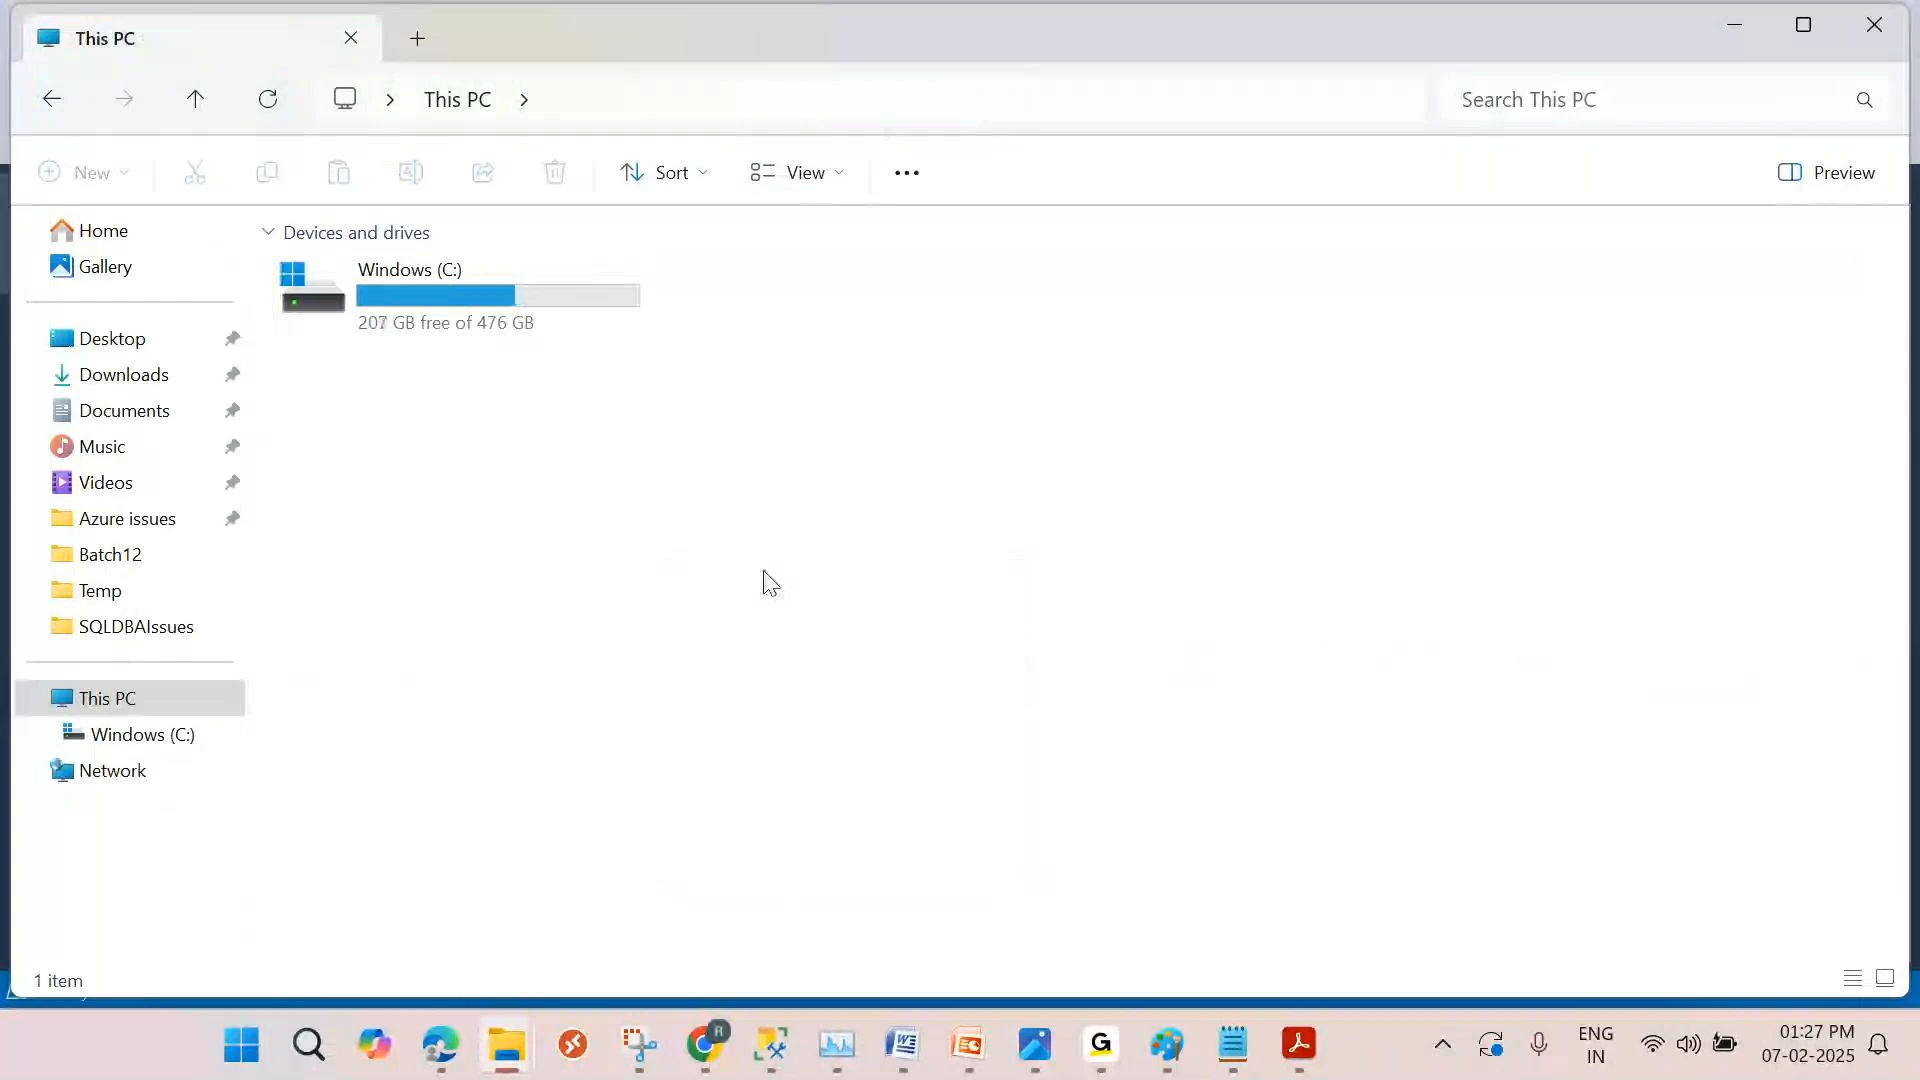 This PC
This PC
Search This PC
New
Sort
View
Preview
Home
Gallery
Desktop
Downloads
Documents
Music
Videos
Azure issues
Batch12
Temp
SQLDBAIssues
This PC
Windows (C:)
Network
Devices and drives
Windows (C:)
207 GB free of 476 GB
1 item
R
G
ENG
IN
01:27 PM
07-02-2025